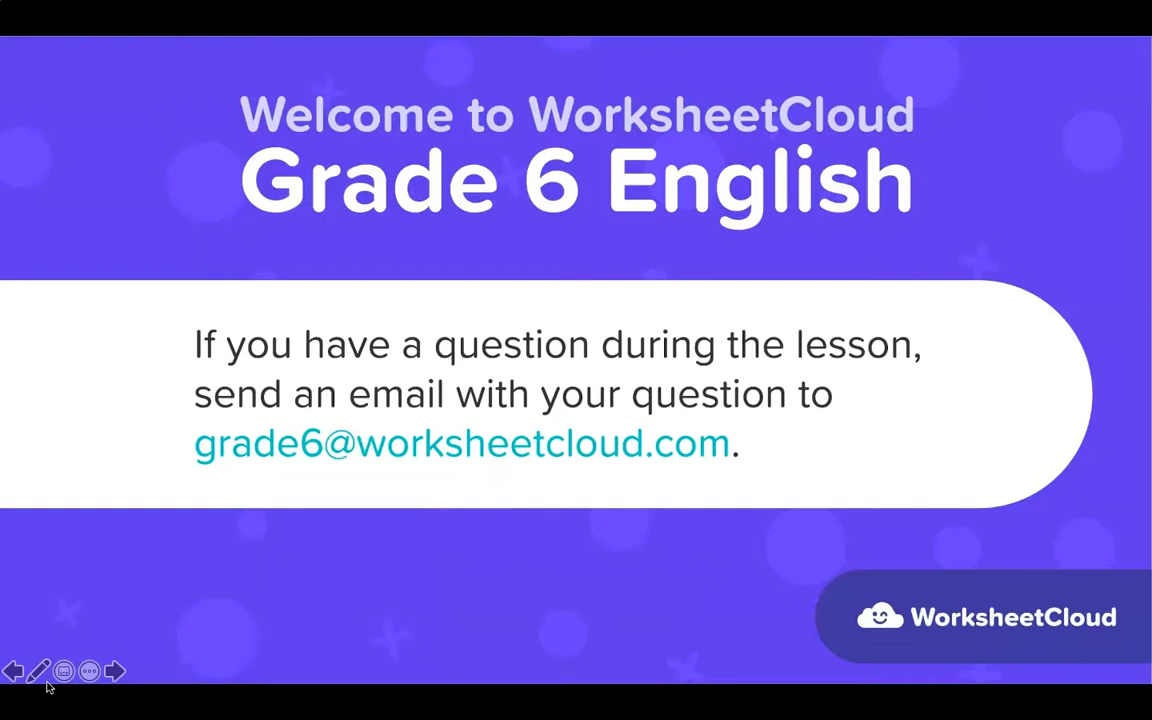 Welcome to WorksheetCloud
Grade 6 English
If you have a question during the lesson,
send an email with your question to
grade6@worksheetcloud.com.
WorksheetCloud